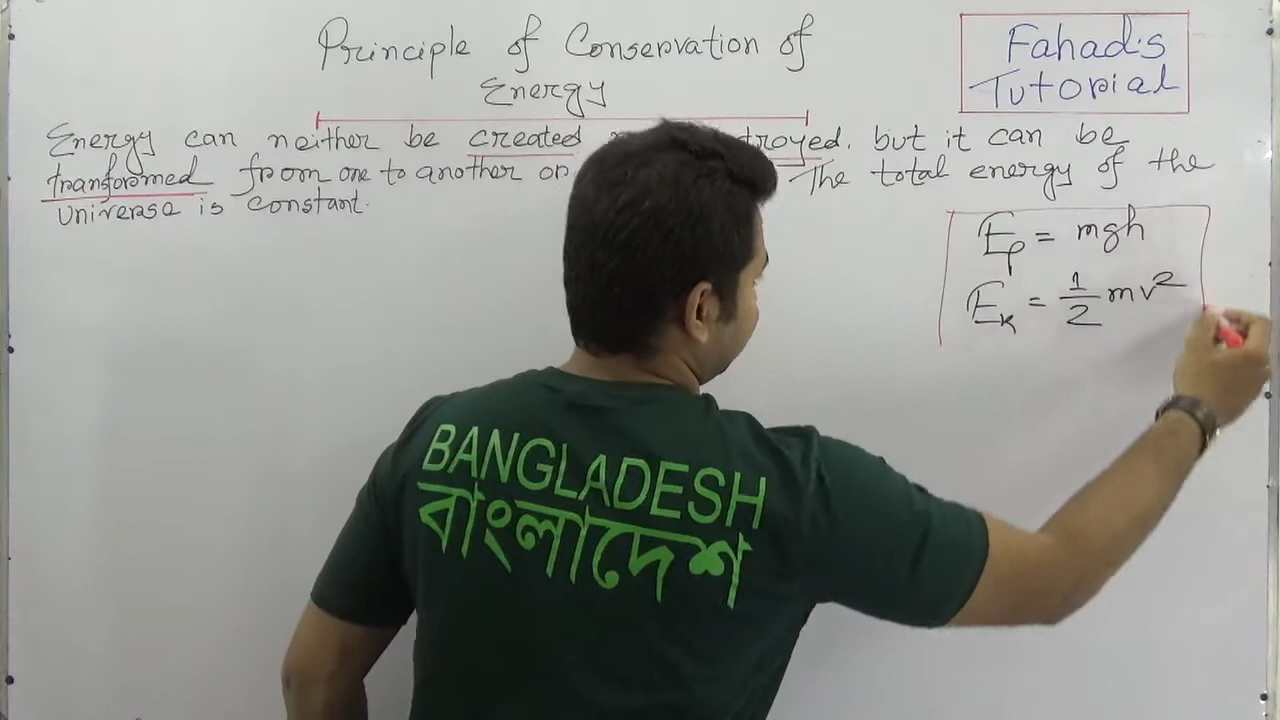 Principle of Conservation of
Energy
Fahad's
Tutorial
Energy can neither be created troyed. but it can be
transformed from one to another The total energy of the
Universe is constant.
Ep = mgh
Ek = 1/2 mv²
BANGLADESH
বাংলাদেশ